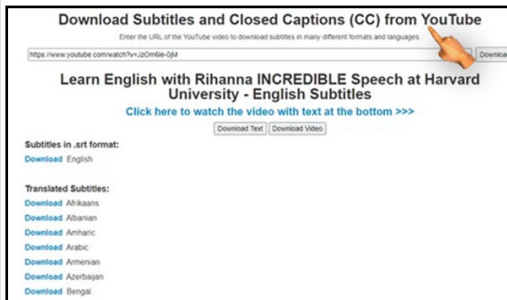 Download Subtitles and Closed Captions (CC) from YouTube
Enter the URL of the YouTube video to download subtitles in many different formats and languages.
https://www.youtube.com/watch?v=JzOm6ie-0jM
Downloa
Learn English with Rihanna INCREDIBLE Speech at Harvard
University - English Subtitles
Click here to watch the video with text at the bottom >>>
Download Text Download Video
Subtitles in .srt format:
Download English
Translated Subtitles:
Download Afrikaans
Download Albanian
Download Amharic
Download Arabic
Download Armenian
Download Azerbaijan
Download Bengal